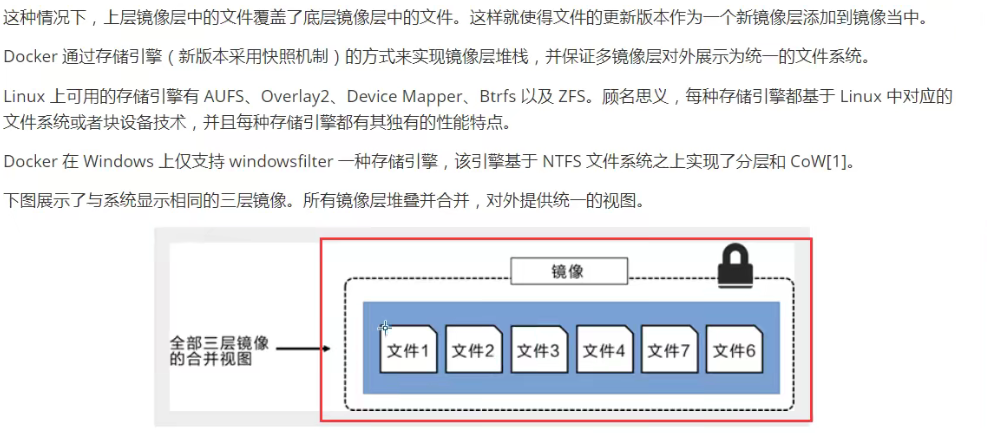 这种情况下，上层镜像层中的文件覆盖了底层镜像层中的文件。这样就使得文件的更新版本作为一个新镜像层添加到镜像当中。
Docker 通过存储引擎（新版本采用快照机制）的方式来实现镜像层堆栈，并保证多镜像层对外展示为统一的文件系统。
Linux 上可用的存储引擎有 AUFS、Overlay2、Device Mapper、Btrfs 以及 ZFS。顾名思义，每种存储引擎都基于 Linux 中对应的
文件系统或者块设备技术，并且每种存储引擎都有其独有的性能特点。
Docker 在 Windows 上仅支持 windowsfilter 一种存储引擎，该引擎基于 NTFS 文件系统之上实现了分层和 CoW[1]。
下图展示了与系统显示相同的三层镜像。所有镜像层堆叠并合并，对外提供统一的视图。
镜像
全部三层镜像
的合并视图
文件1 文件2 文件3 文件4 文件7 文件6